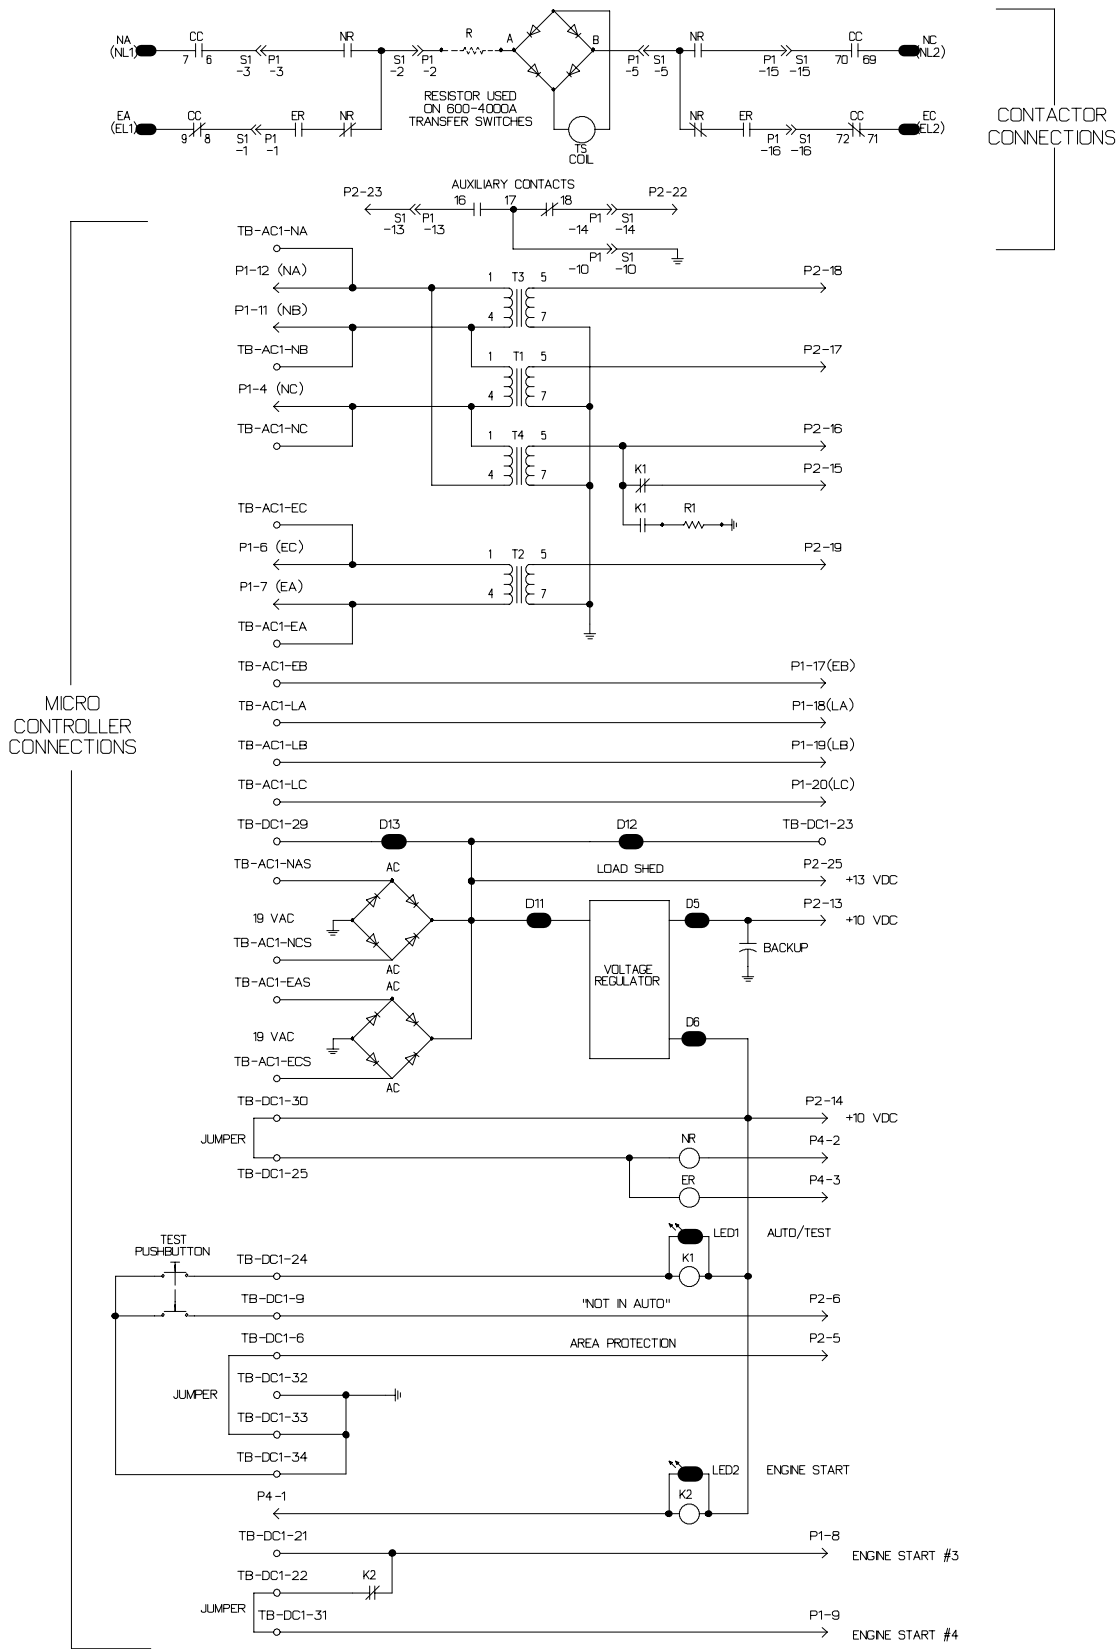 NA CC NR R A B NR CC NC
(NL1) 7 6 S1 P1 S1 P1 P1 S1 P1 S1 70 69 (NL2)
-3 -3 -2 -2 -5 -5 -15 -15
RESISTOR USED
ON 600-4000A
TRANSFER SWITCHES
EA CC ER NR NR ER CC EC
(EL1) 9 8 S1 P1 P1 S1 72 71 (EL2)
-1 -1 -16 -16
TS
COIL
CONTACTOR
CONNECTIONS
AUXILIARY CONTACTS
P2-23 16 17 18 P2-22
S1 P1 P1 S1
-13 -13 -14 -14
P1 S1
-10 -10
TB-AC1-NA
P1-12 (NA) 1 T3 5 P2-18
P1-11 (NB) 4 7
TB-AC1-NB 1 T1 5 P2-17
P1-4 (NC) 4 7
TB-AC1-NC 1 T4 5 P2-16
4 7 K1 P2-15
TB-AC1-EC K1 R1
P1-6 (EC) 1 T2 5 P2-19
P1-7 (EA) 4 7
TB-AC1-EA
TB-AC1-EB P1-17(EB)
TB-AC1-LA P1-18(LA)
TB-AC1-LB P1-19(LB)
TB-AC1-LC P1-20(LC)
MICRO
CONTROLLER
CONNECTIONS
TB-DC1-29 D13 D12 TB-DC1-23
TB-AC1-NAS AC LOAD SHED P2-25
+13 VDC
19 VAC D11 D5 P2-13
+10 VDC
TB-AC1-NCS AC BACKUP
VOLTAGE
REGULATOR
TB-AC1-EAS AC
19 VAC D6
TB-AC1-ECS AC
TB-DC1-30 P2-14
+10 VDC
JUMPER NR P4-2
TB-DC1-25 ER P4-3
LED1 AUTO/TEST
TEST
PUSHBUTTON
TB-DC1-24 K1
TB-DC1-9 "NOT IN AUTO" P2-6
TB-DC1-6 AREA PROTECTION P2-5
TB-DC1-32
JUMPER
TB-DC1-33
TB-DC1-34 LED2 ENGINE START
P4-1 K2
TB-DC1-21 P1-8
ENGINE START #3
TB-DC1-22 K2
JUMPER TB-DC1-31 P1-9
ENGINE START #4